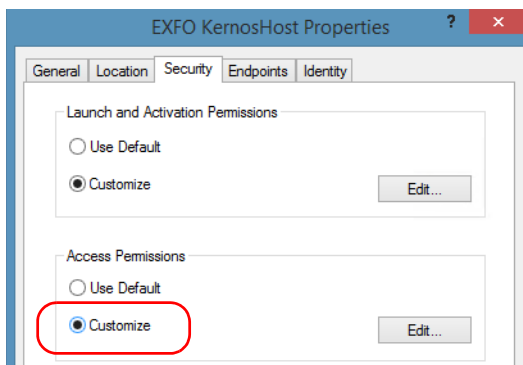 EXFO KernosHost Properties ? ×
General Location Security Endpoints Identity
Launch and Activation Permissions
Use Default
Customize Edit...
Access Permissions
Use Default
Customize Edit...